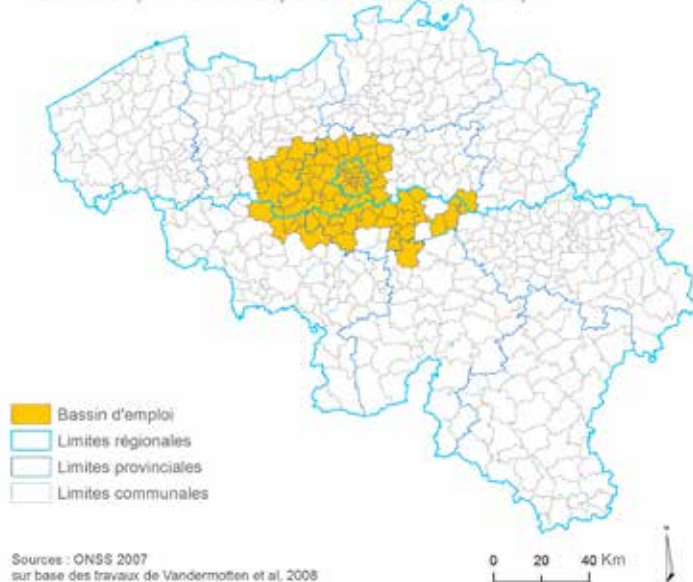 Bassin d'emploi
Limites régionales
Limites provinciales
Limites communales
Sources : ONSS 2007
sur base des travaux de Vandermotten et al, 2008
0 20 40 Km